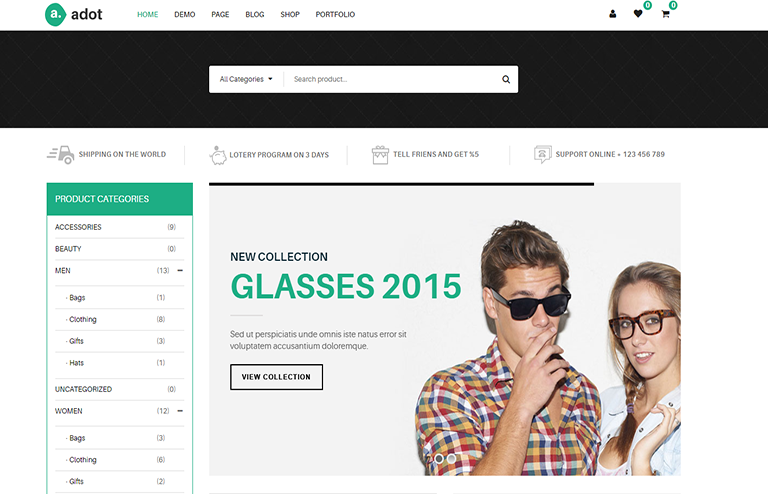 a. adot
HOME DEMO PAGE BLOG SHOP PORTFOLIO
0 0
All Categories Search product...
SHIPPING ON THE WORLD
LOTERY PROGRAM ON 3 DAYS
TELL FRIENS AND GET %5
SUPPORT ONLINE + 123 456 789
PRODUCT CATEGORIES
ACCESSORIES (9)
BEAUTY (0)
MEN (13)
- Bags (1)
- Clothing (8)
- Gifts (3)
- Hats (1)
UNCATEGORIZED (0)
WOMEN (12)
- Bags (3)
- Clothing (6)
- Gifts (2)
NEW COLLECTION
GLASSES 2015
Sed ut perspiciatis unde omnis iste natus error sit
voluptatem accusantium doloremque.
VIEW COLLECTION